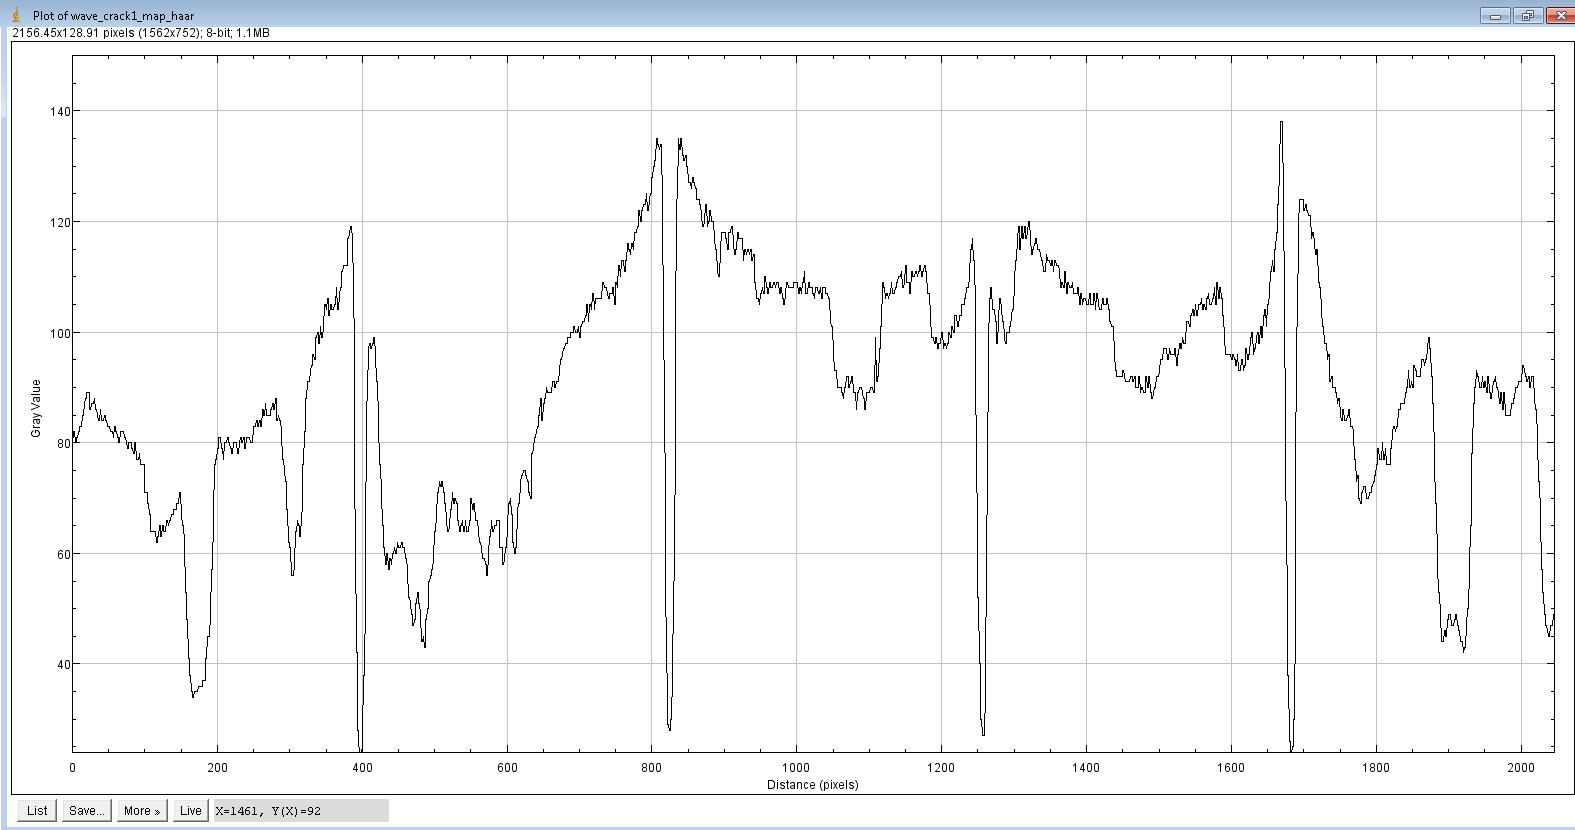 Plot of wave_crack1_map_haar
2156.45x128.91 pixels (1562x752); 8-bit; 1.1MB
140
120
100
80
60
40
Gray Value
0 200 400 600 800 1000 1200 1400 1600 1800 2000
Distance (pixels)
List Save... More » Live X=1461, Y(X)=92